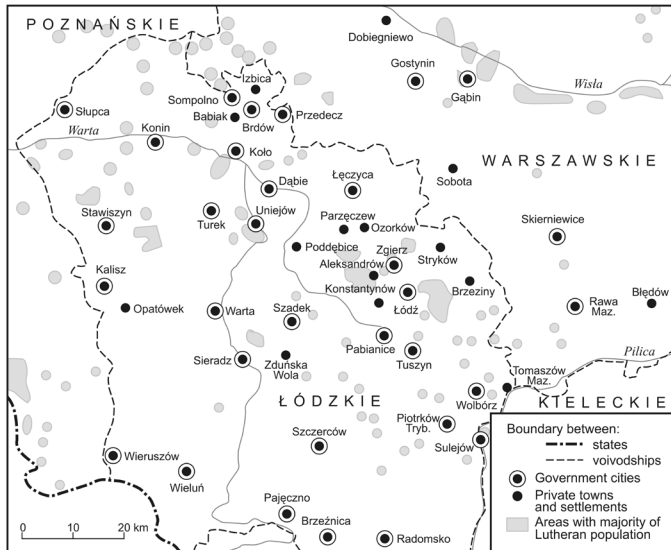 POZNAŃSKIE
Dobiegniewo
Gostynin
Izbica
Wisła
Sompolno
Gąbin
Słupca
Babiak
Brdów
Przedecz
Warta
Konin
Koło
WARSZAWSKIE
Sobota
Dąbie
Łęczyca
Stawiszyn
Turek
Uniejów
Parzęczew
Ozorków
Skierniewice
Poddębice
Zgierz
Stryków
Aleksandrów
Kalisz
Konstantynów
Brzeziny
Opatówek
Łódź
Błędów
Warta
Szadek
Rawa
Maz.
Pabianice
Sieradz
Zduńska
Wola
Tuszyn
Pilica
Tomaszów
Maz.
ŁÓDZKIE
Wolbórz
KIELECKIE
Piotrków
Tryb.
Szczerców
Sulejów
Wieruszów
Wieluń
Pajęczno
Brzeźnica
Radomsko
0 10 20 km
Boundary between:
states
voivodships
Government cities
Private towns
and settlements
Areas with majority of
Lutheran population